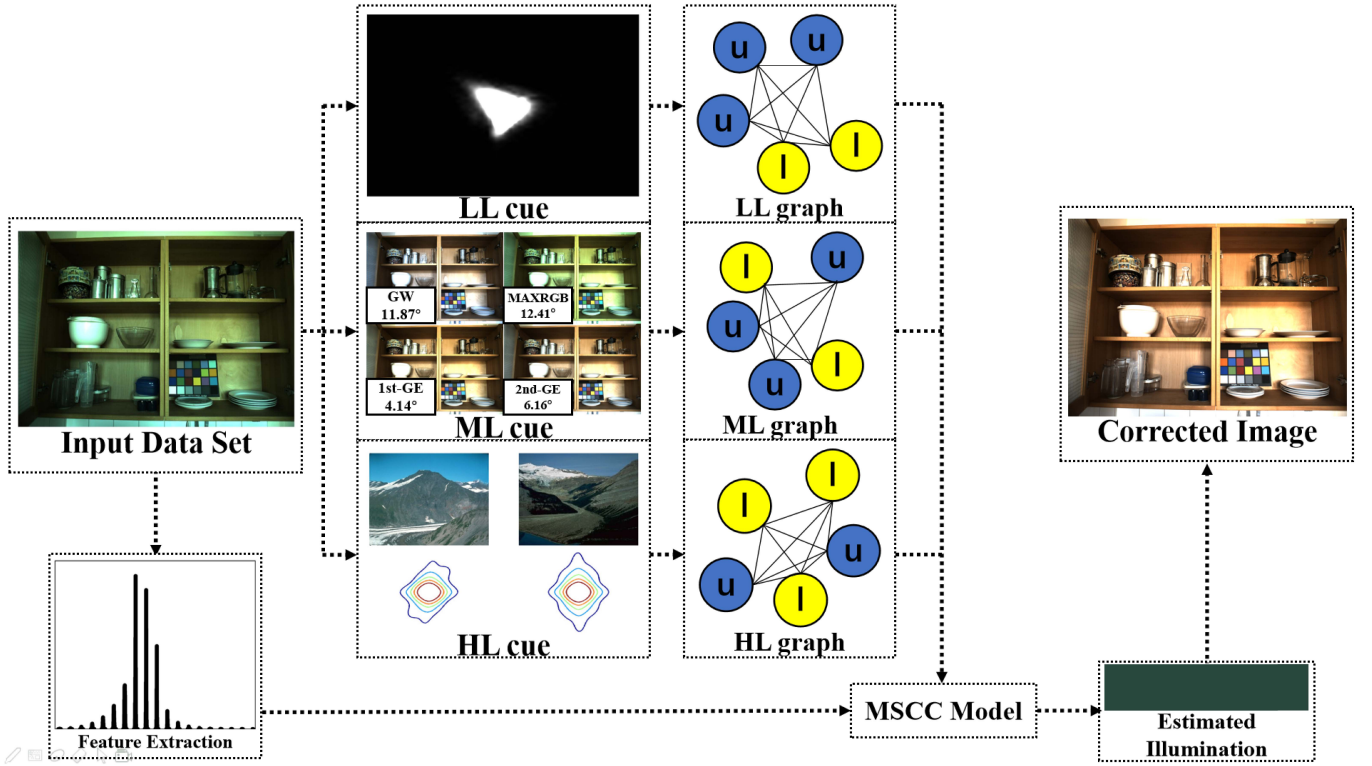 Input Data Set
Feature Extraction
LL cue
GW
11.87°
MAXRGB
12.41°
1st-GE
4.14°
2nd-GE
6.16°
ML cue
HL cue
u
u
u
l
l
LL graph
l
u
u
l
u
ML graph
l
l
u
u
l
HL graph
MSCC Model
Estimated
Illumination
Corrected Image